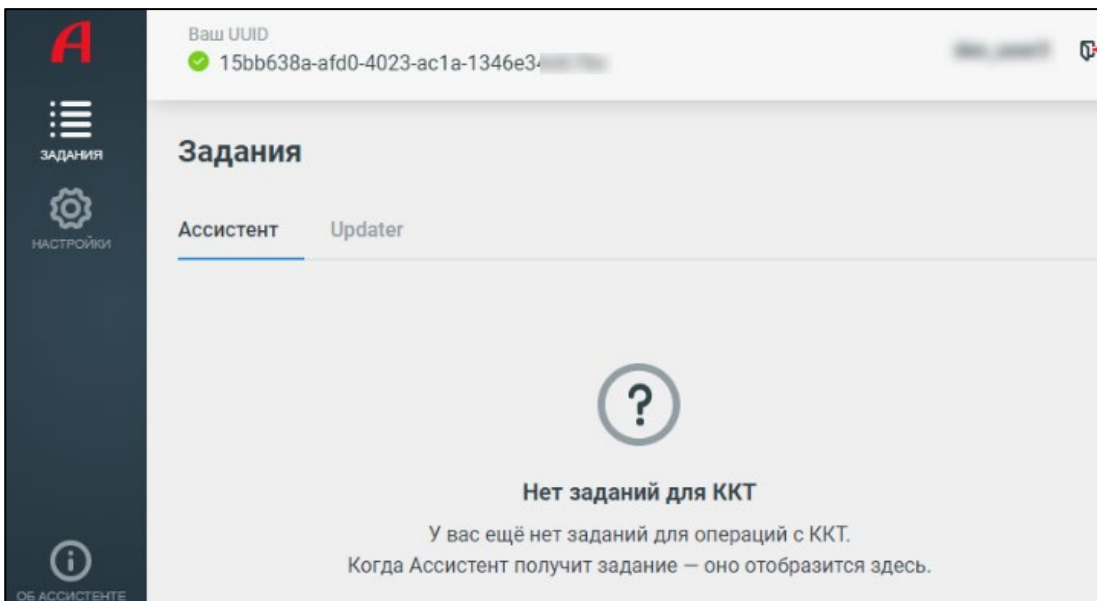 Ваш UUID
15bb638a-afd0-4023-ac1a-1346e34
ЗАДАНИЯ
НАСТРОЙКИ
ОБ АССИСТЕНТЕ
Задания
Ассистент Updater
Нет заданий для ККТ
У вас ещё нет заданий для операций с ККТ.
Когда Ассистент получит задание — оно отобразится здесь.